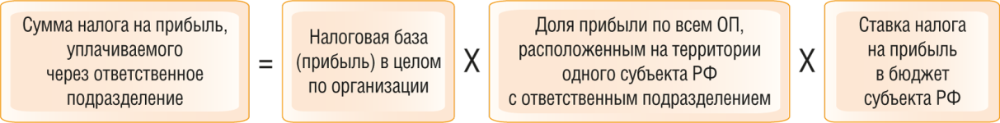 Сумма налога на прибыль,
уплачиваемого
через ответственное
подразделение
=
Налоговая база
(прибыль) в целом
по организации
X
Доля прибыли по всем ОП,
расположенным на территории
одного субъекта РФ
с ответственным подразделением
X
Ставка налога
на прибыль
в бюджет
субъекта РФ